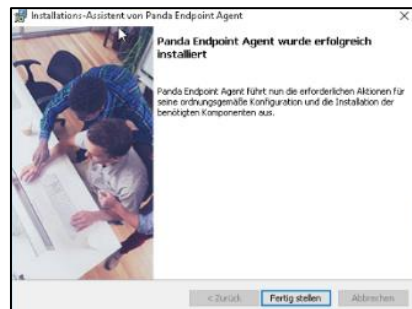 Installations-Assistent von Panda Endpoint Agent
Panda Endpoint Agent wurde erfolgreich
installiert
Panda Endpoint Agent führt nun die erforderlichen Aktionen für
seine ordnungsgemäße Konfiguration und die Installation der
benötigten Komponenten aus.
< Zurück
Fertig stellen
Abbrechen